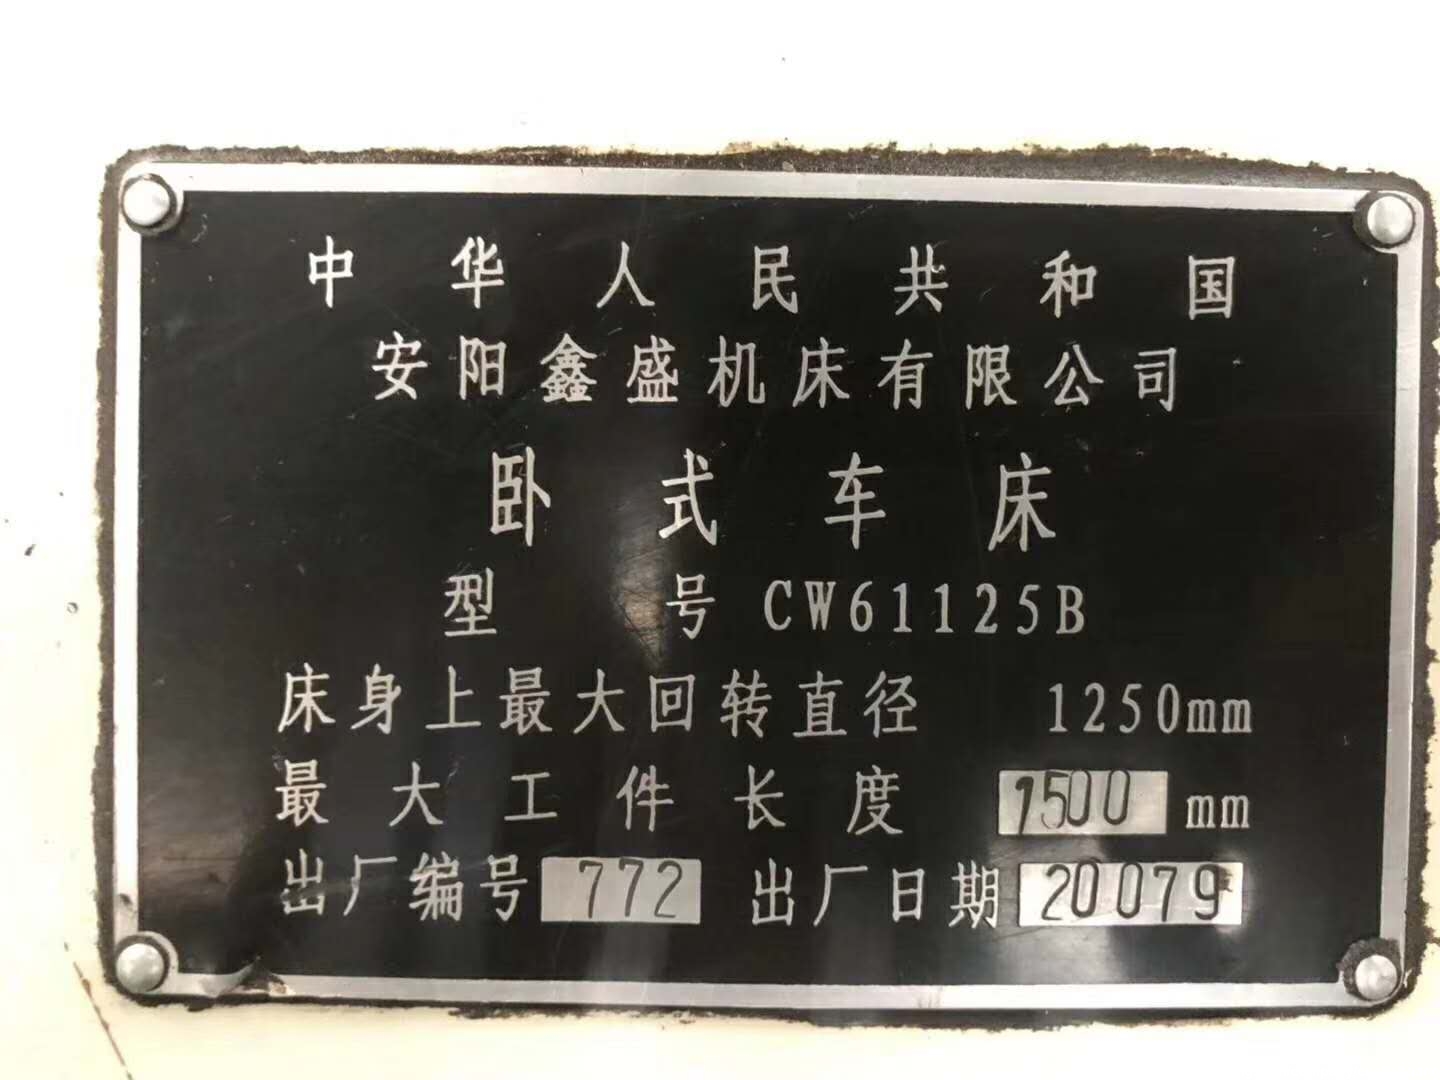 中华人民共和国
安阳鑫盛机床有限公司
卧式车床
型 号 CW61125B
床身上最大回转直径 1250mm
最大工件长度 1500 mm
出厂编号 772 出厂日期 20079